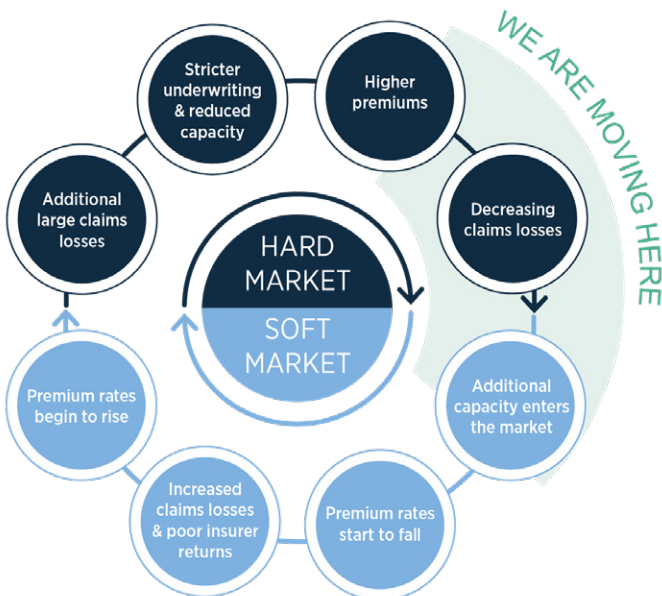 WE ARE MOVING HERE
Stricter
underwriting
& reduced
capacity
Higher
premiums
Additional
large claims
losses
Decreasing
claims losses
HARD
MARKET
SOFT
MARKET
Premium rates
begin to rise
Additional
capacity enters
the market
Increased
claims losses
& poor insurer
returns
Premium rates
start to fall